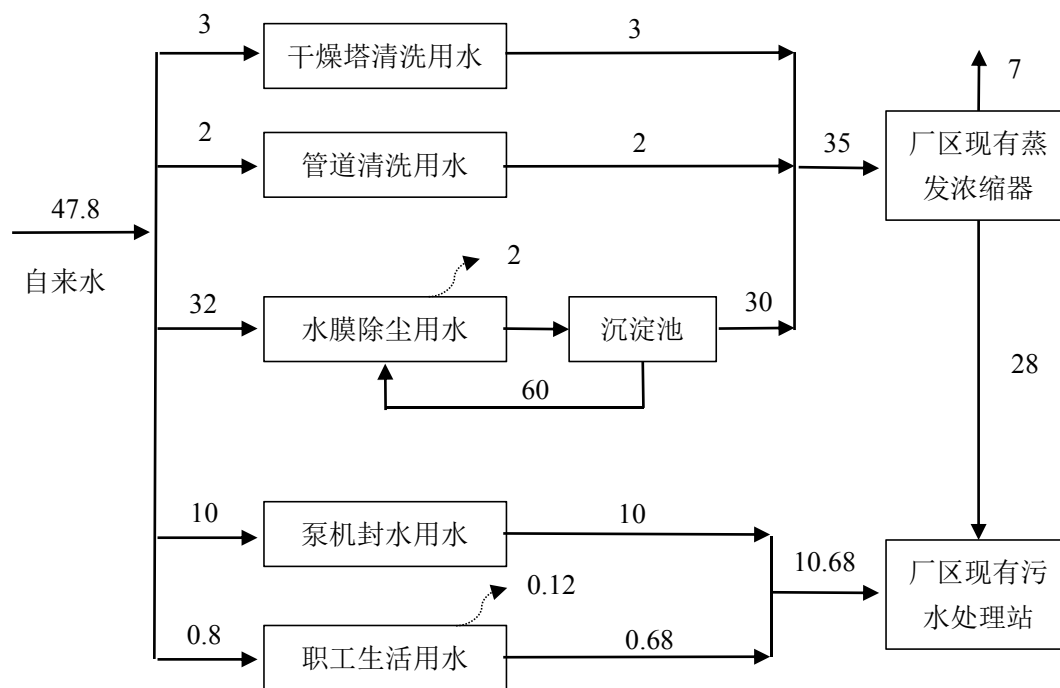 3
干燥塔清洗用水
3
7
2
管道清洗用水
2
35
厂区现有蒸
发浓缩器
47.8
自来水
2
32
水膜除尘用水
沉淀池
30
60
28
10
泵机封水用水
10
10.68
厂区现有污
水处理站
0.12
0.8
职工生活用水
0.68